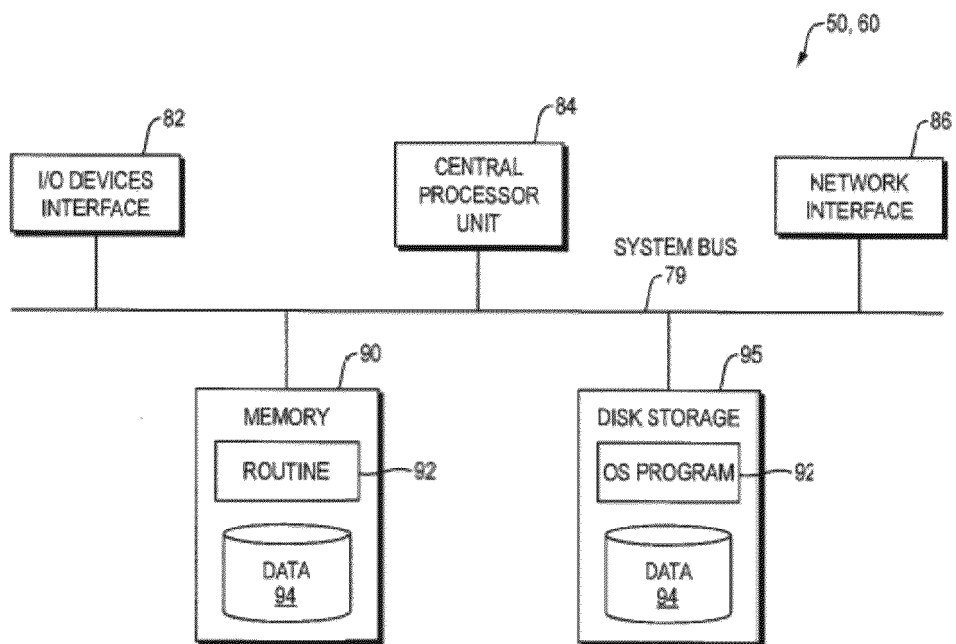 50, 60
82
84
86
I/O DEVICES
INTERFACE
CENTRAL
PROCESSOR
UNIT
NETWORK
INTERFACE
SYSTEM BUS
79
90
95
MEMORY
DISK STORAGE
ROUTINE
92
OS PROGRAM
92
DATA
94
DATA
94